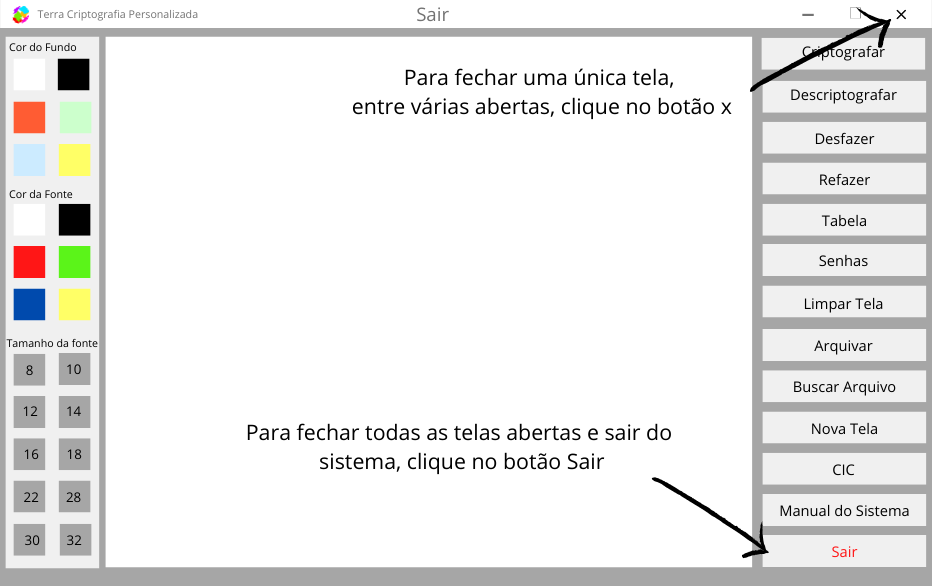 Terra Criptografia Personalizada
Sair
Cor do Fundo
Cor da Fonte
Tamanho da fonte
8 10
12 14
16 18
22 28
30 32
Para fechar uma única tela,
entre várias abertas, clique no botão x
Para fechar todas as telas abertas e sair do
sistema, clique no botão Sair
Criptografar
Descriptografar
Desfazer
Refazer
Tabela
Senhas
Limpar Tela
Arquivar
Buscar Arquivo
Nova Tela
CIC
Manual do Sistema
Sair